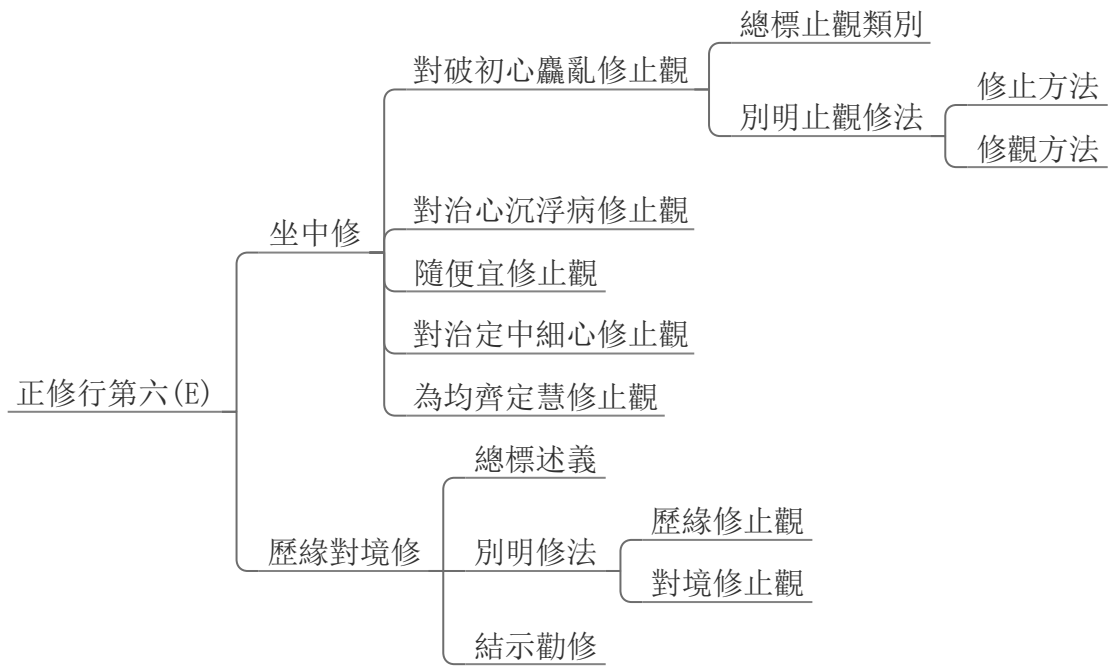 正修行第六(E)
坐中修
對破初心麤亂修止觀
總標止觀類別
別明止觀修法
修止方法
修觀方法
對治心沉浮病修止觀
隨便宜修止觀
對治定中細心修止觀
為均齊定慧修止觀
歷緣對境修
總標述義
別明修法
歷緣修止觀
對境修止觀
結示勸修